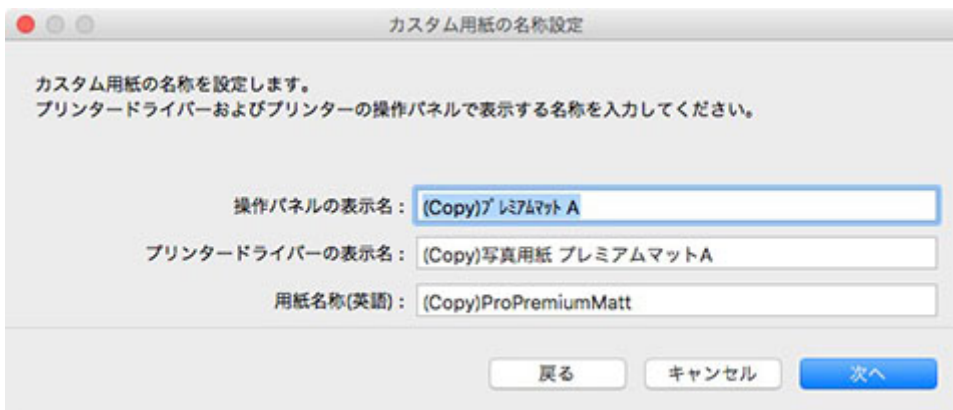 カスタム用紙の名称設定
カスタム用紙の名称を設定します。
プリンタードライバーおよびプリンターの操作パネルで表示する名称を入力してください。
操作パネルの表示名： (Copy)ﾌﾟﾚﾐｱﾑﾏｯﾄ A
プリンタードライバーの表示名： (Copy)写真用紙 プレミアムマットA
用紙名称(英語)： (Copy)ProPremiumMatt
戻る キャンセル 次へ